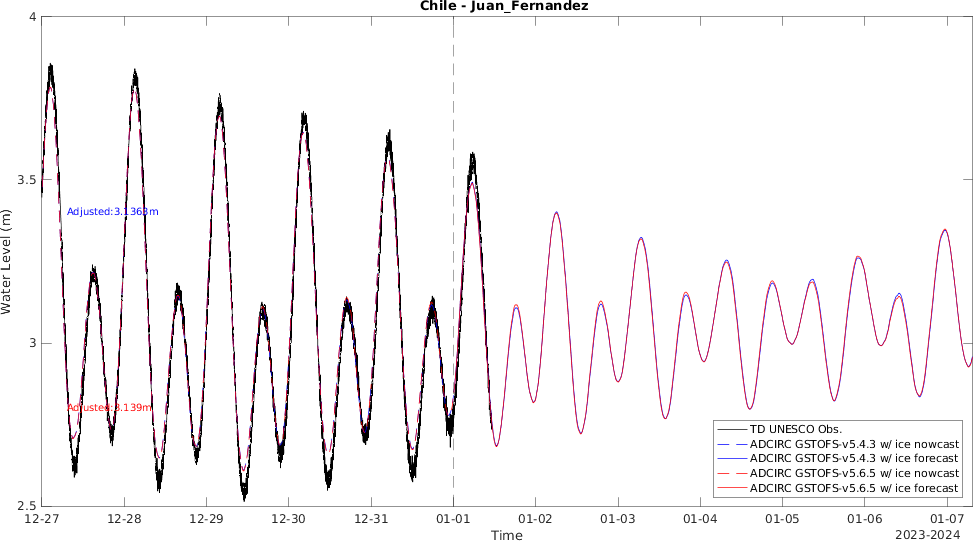 Chile - Juan_Fernandez
4
3.5
3
2.5
Water Level (m)
Adjusted:3.1363m
Adjusted:3.139m
TD UNESCO Obs.
ADCIRC GSTOFS-v5.4.3 w/ ice nowcast
ADCIRC GSTOFS-v5.4.3 w/ ice forecast
ADCIRC GSTOFS-v5.6.5 w/ ice nowcast
ADCIRC GSTOFS-v5.6.5 w/ ice forecast
12-27 12-28 12-29 12-30 12-31 01-01 01-02 01-03 01-04 01-05 01-06 01-07
Time
2023-2024